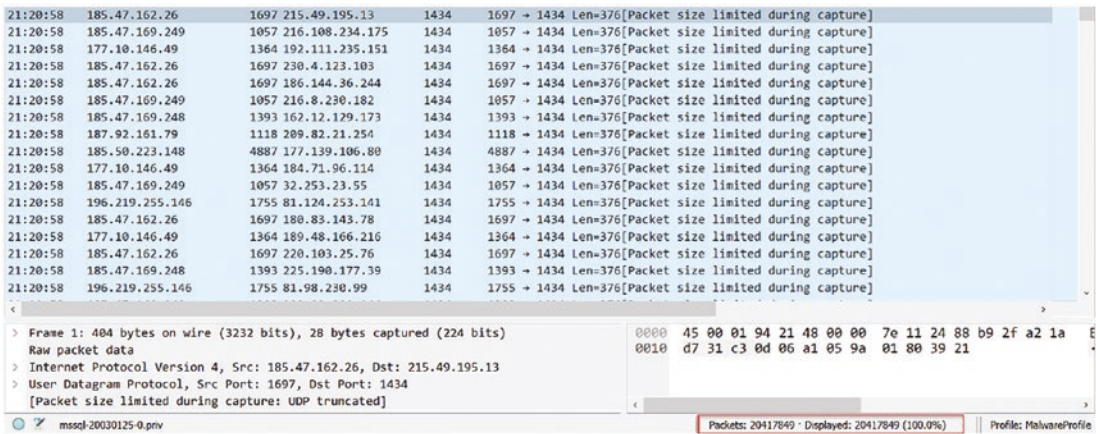 21:20:58 185.47.162.26 1697 215.49.195.13 1434 1697 → 1434 Len=376[Packet size limited during capture]
21:20:58 185.47.169.249 1057 216.108.234.175 1434 1057 → 1434 Len=376[Packet size limited during capture]
21:20:58 177.10.146.49 1364 192.111.235.151 1434 1364 → 1434 Len=376[Packet size limited during capture]
21:20:58 185.47.162.26 1697 230.4.123.103 1434 1697 → 1434 Len=376[Packet size limited during capture]
21:20:58 185.47.162.26 1697 186.144.36.244 1434 1697 → 1434 Len=376[Packet size limited during capture]
21:20:58 185.47.169.249 1057 216.8.230.182 1434 1057 → 1434 Len=376[Packet size limited during capture]
21:20:58 185.47.169.248 1393 162.12.129.173 1434 1393 → 1434 Len=376[Packet size limited during capture]
21:20:58 187.92.161.79 1118 209.82.21.254 1434 1118 → 1434 Len=376[Packet size limited during capture]
21:20:58 185.50.223.148 4887 177.139.106.80 1434 4887 → 1434 Len=376[Packet size limited during capture]
21:20:58 177.10.146.49 1364 184.71.96.114 1434 1364 → 1434 Len=376[Packet size limited during capture]
21:20:58 185.47.169.249 1057 32.253.23.55 1434 1057 → 1434 Len=376[Packet size limited during capture]
21:20:58 196.219.255.146 1755 81.124.253.141 1434 1755 → 1434 Len=376[Packet size limited during capture]
21:20:58 185.47.162.26 1697 180.83.143.78 1434 1697 → 1434 Len=376[Packet size limited during capture]
21:20:58 177.10.146.49 1364 189.48.166.216 1434 1364 → 1434 Len=376[Packet size limited during capture]
21:20:58 185.47.162.26 1697 220.103.25.76 1434 1697 → 1434 Len=376[Packet size limited during capture]
21:20:58 185.47.169.248 1393 225.190.177.39 1434 1393 → 1434 Len=376[Packet size limited during capture]
21:20:58 196.219.255.146 1755 81.98.230.99 1434 1755 → 1434 Len=376[Packet size limited during capture]
> Frame 1: 404 bytes on wire (3232 bits), 28 bytes captured (224 bits)
Raw packet data
> Internet Protocol Version 4, Src: 185.47.162.26, Dst: 215.49.195.13
> User Datagram Protocol, Src Port: 1697, Dst Port: 1434
[Packet size limited during capture: UDP truncated]
0000 45 00 01 94 21 48 00 00 7e 11 24 88 b9 2f a2 1a
0010 d7 31 c3 0d 06 a1 05 9a 01 80 39 21
mssql-20030125-0.priv
Packets: 20417849 · Displayed: 20417849 (100.0%)
Profile: MalwareProfile